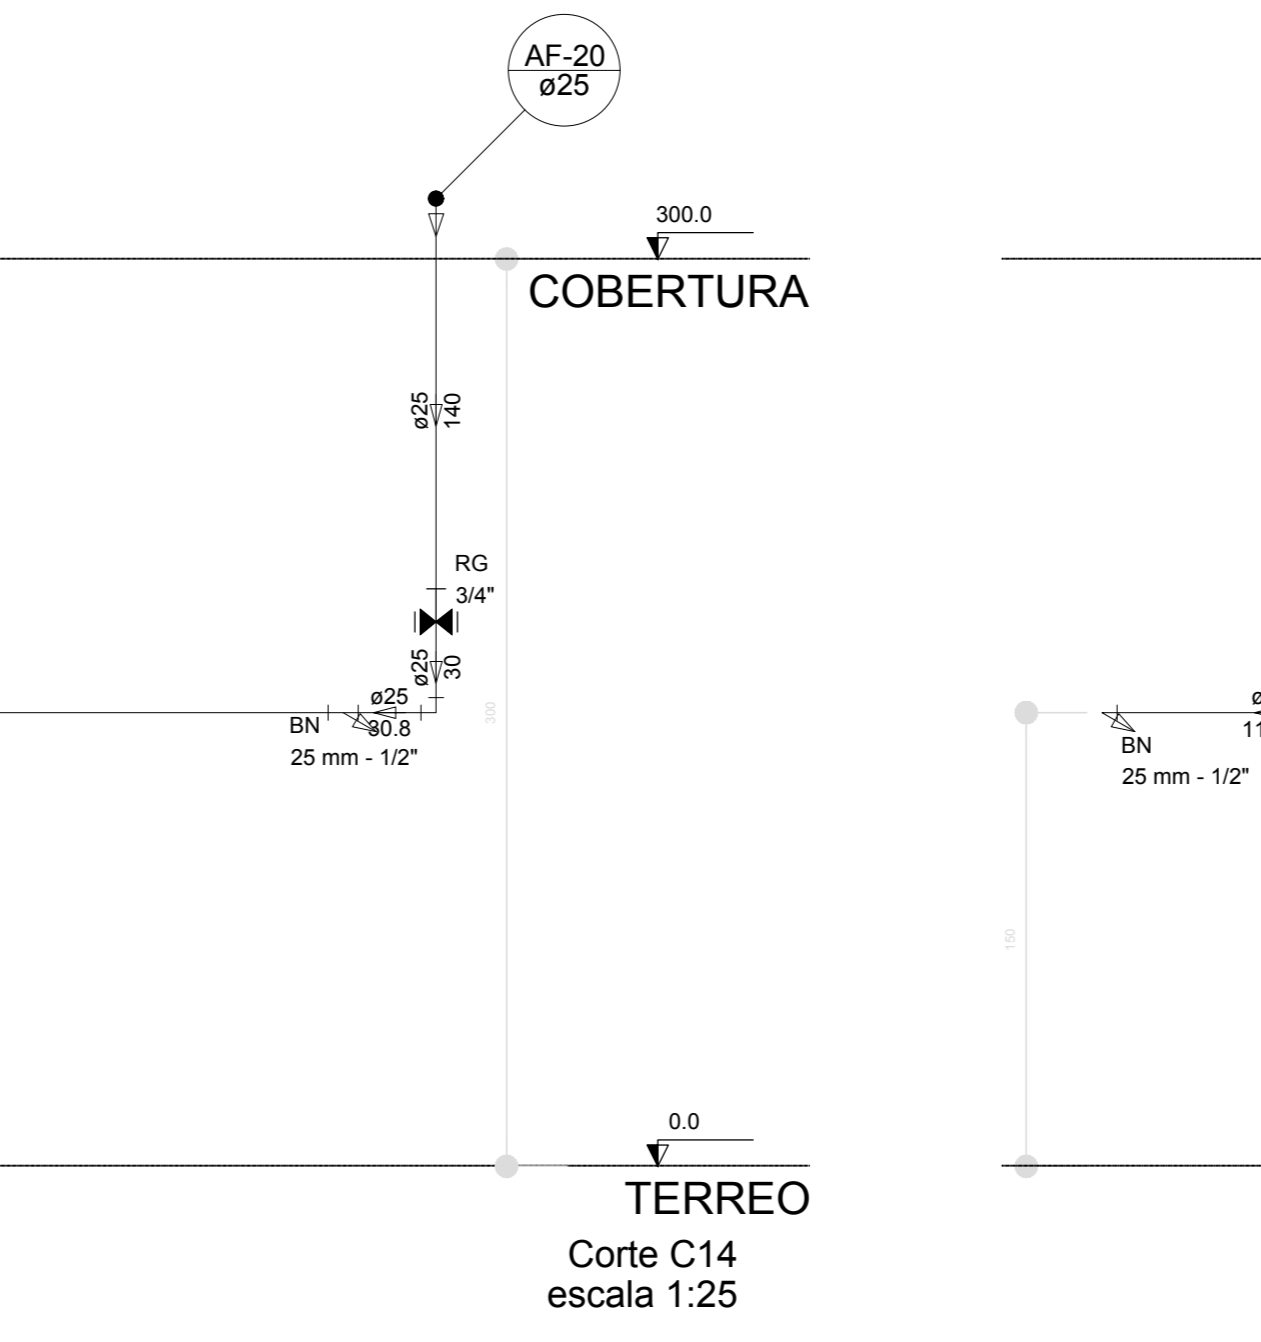 AF-20
ø25
300.0
COBERTURA
ø25
140
RG
3/4"
ø25
30
ø25
30.8
BN
25 mm - 1/2"
300
BN
25 mm - 1/2"
ø
11
150
0.0
TERREO
Corte C14
escala 1:25